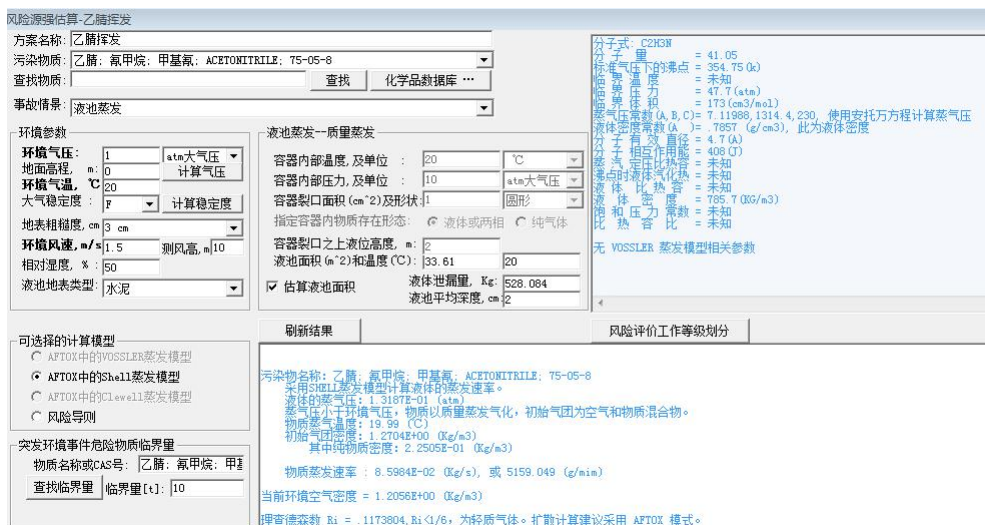 风险源强估算-乙腈挥发
方案名称: 乙腈挥发
污染物质: 乙腈; 氰甲烷; 甲基氰; ACETONITRILE; 75-05-8
查找物质: 查找 化学品数据库 …
事故情景: 液池蒸发
环境参数
环境气压: 1 atm大气压
地面高程, m: 0 计算气压
环境气温, ℃ 20
大气稳定度 : F 计算稳定度
地表粗糙度, cm 3 cm
环境风速, m/s 1.5 测风高, m 10
相对湿度, % : 50
液池地表类型: 水泥
液池蒸发--质量蒸发
容器内部温度, 及单位 : 20 ℃
容器内部压力, 及单位 : 10 atm大气压
容器裂口面积(cm^2)及形状: 1 圆形
指定容器内物质存在形态: 液体或两相 纯气体
容器裂口之上液位高度, m: 2
液池面积(m^2)和温度(℃): 33.61 20
估算液池面积 液体泄漏量, Kg: 528.084
液池平均深度, cm: 2
分子式: C2H3N
分 子 量 = 41.05
标准气压下的沸点 = 354.75(k)
临 界 温 度 = 未知
临 界 压 力 = 47.7(atm)
临 界 体 积 = 173(cm3/mol)
蒸气压常数(A,B,C)= 7.11988,1314.4,230, 使用安托万方程计算蒸气压
液体密度常数(A )= .7857 (g/cm3), 此为液体密度
分 子 有 效 直径 = 4.7(A)
分 子 相互作用能 = 408(J)
蒸 汽 定压比热容 = 未知
沸点时液体汽化热 = 未知
液 体 比 热 容 = 未知
液 体 密 度 = 785.7(KG/m3)
饱 和 压 力 常数 = 未知
比 热 容 比 = 未知
无 VOSSLER 蒸发模型相关参数
刷新结果 风险评价工作等级划分
可选择的计算模型
AFTOX中的VOSSLER蒸发模型
AFTOX中的Shell蒸发模型
AFTOX中的Clewell蒸发模型
风险导则
突发环境事件危险物质临界量
物质名称或CAS号: 乙腈; 氰甲烷; 甲
查找临界量 临界量[t]: 10
污染物名称: 乙腈; 氰甲烷; 甲基氰; ACETONITRILE; 75-05-8
采用SHELL蒸发模型计算液体的蒸发速率。
液体的蒸气压: 1.3187E-01 (atm)
蒸气压小于环境气压，物质以质量蒸发气化，初始气团为空气和物质混合物。
物质蒸气温度: 19.99 (℃)
初始气团密度: 1.2704E+00 (Kg/m3)
其中纯物质密度: 2.2505E-01 (Kg/m3)
物质蒸发速率 : 8.5984E-02 (Kg/s), 或 5159.049 (g/mim)
当前环境空气密度 = 1.2056E+00 (Kg/m3)
理查德森数 Ri = .1173804, Ri<1/6, 为轻质气体。扩散计算建议采用 AFTOX 模式。